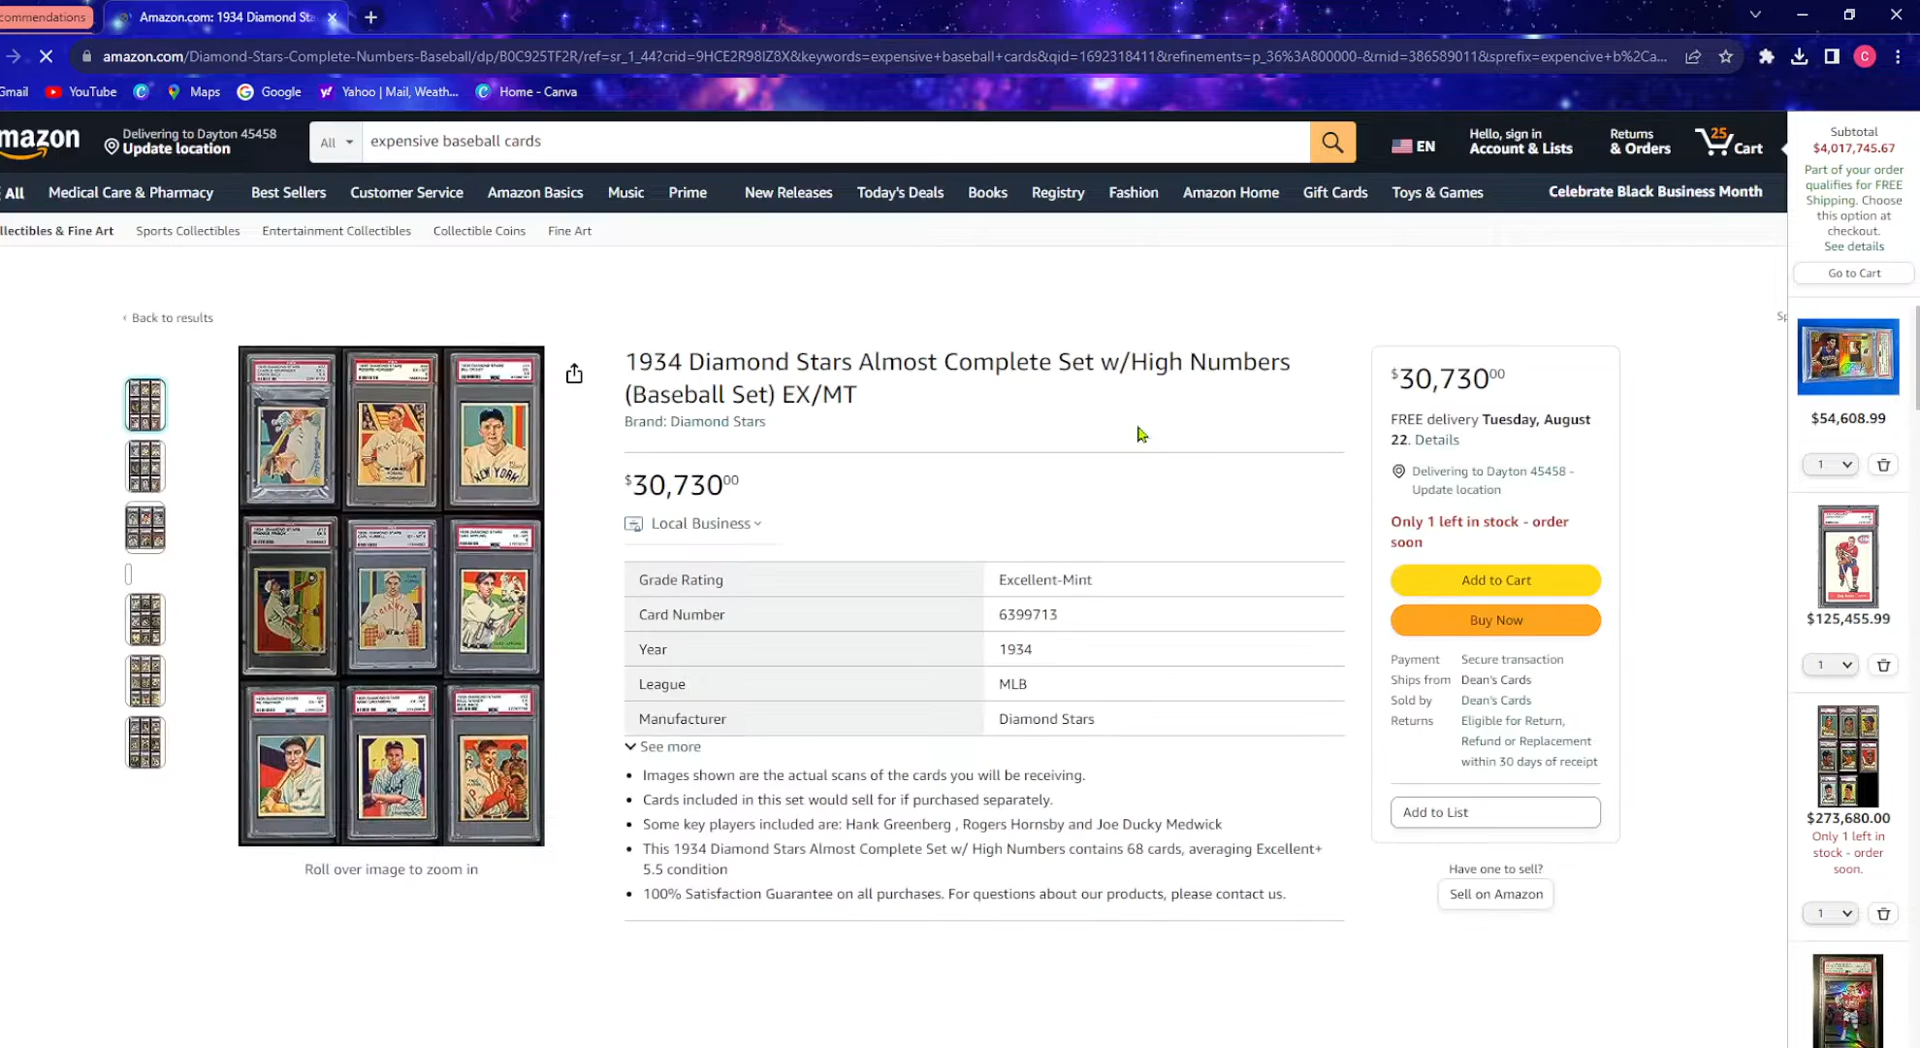 commendations
Amazon.com: 1934 Diamond Sta
amazon.com/Diamond-Stars-Complete-Numbers-Baseball/dp/B0C925TF2R/ref=sr_1_44?crid=9HCE2R98IZ8X&keywords=expensive+baseball+cards&qid=1692318411&refinements=p_36%3A800000-&rnid=386589011&sprefix=expencive+b%2Ca...
C
Gmail
YouTube
Maps
Google
Yahoo | Mail, Weath...
Home - Canva
mazon
Delivering to Dayton 45458
Update location
All
expensive baseball cards
EN
Hello, sign in
Account & Lists
Returns
& Orders
25
Cart
All
Medical Care & Pharmacy
Best Sellers
Customer Service
Amazon Basics
Music
Prime
New Releases
Today's Deals
Books
Registry
Fashion
Amazon Home
Gift Cards
Toys & Games
Celebrate Black Business Month
llectibles & Fine Art
Sports Collectibles
Entertainment Collectibles
Collectible Coins
Fine Art
‹ Back to results
Sp
Roll over image to zoom in
1934 Diamond Stars Almost Complete Set w/High Numbers
(Baseball Set) EX/MT
Brand: Diamond Stars
$30,73000
Local Business
Grade Rating Excellent-Mint
Card Number 6399713
Year 1934
League MLB
Manufacturer Diamond Stars
See more
• Images shown are the actual scans of the cards you will be receiving.
• Cards included in this set would sell for if purchased separately.
• Some key players included are: Hank Greenberg , Rogers Hornsby and Joe Ducky Medwick
• This 1934 Diamond Stars Almost Complete Set w/ High Numbers contains 68 cards, averaging Excellent+
5.5 condition
• 100% Satisfaction Guarantee on all purchases. For questions about our products, please contact us.
$30,73000
FREE delivery Tuesday, August
22. Details
Delivering to Dayton 45458 -
Update location
Only 1 left in stock - order
soon
Add to Cart
Buy Now
Payment Secure transaction
Ships from Dean's Cards
Sold by Dean's Cards
Returns Eligible for Return,
Refund or Replacement
within 30 days of receipt
Add to List
Have one to sell?
Sell on Amazon
Subtotal
$4,017,745.67
Part of your order
qualifies for FREE
Shipping. Choose
this option at
checkout.
See details
Go to Cart
$54,608.99
1
$125,455.99
1
$273,680.00
Only 1 left in
stock - order
soon.
1